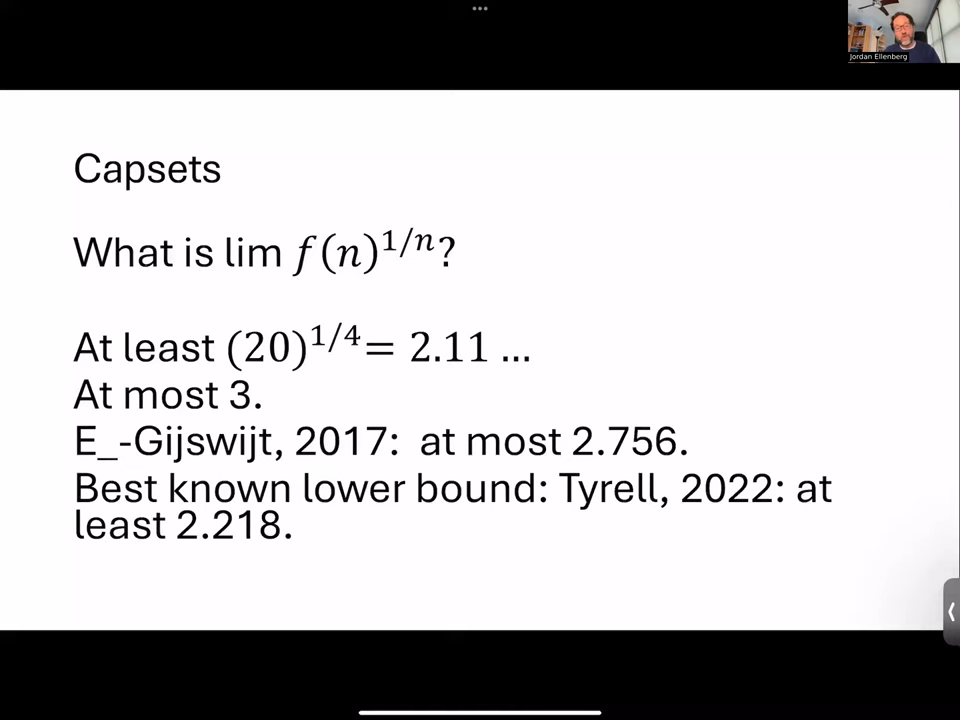 Jordan Ellenberg
Capsets
What is lim f(n)^{1/n}?
At least (20)^{1/4}= 2.11 ...
At most 3.
E_-Gijswijt, 2017:  at most 2.756.
Best known lower bound: Tyrell, 2022: at
least 2.218.